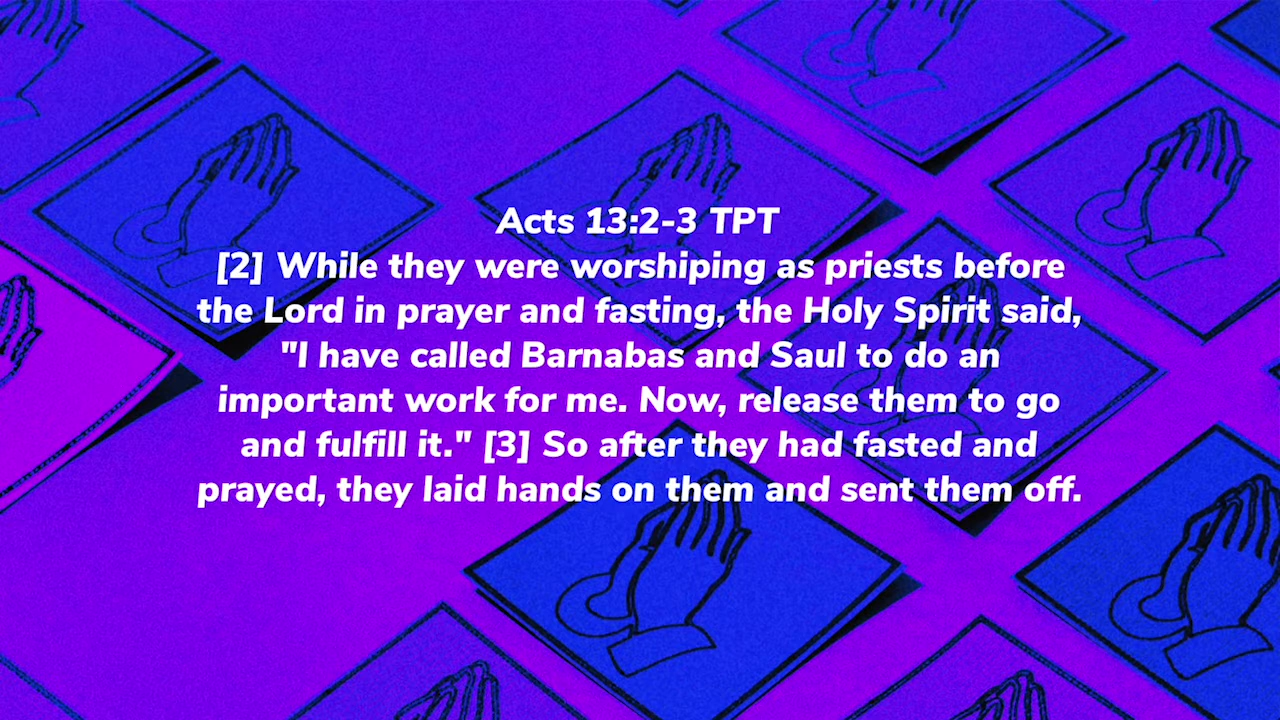 Acts 13:2-3 TPT
[2] While they were worshiping as priests before
the Lord in prayer and fasting, the Holy Spirit said,
"I have called Barnabas and Saul to do an
important work for me. Now, release them to go
and fulfill it." [3] So after they had fasted and
prayed, they laid hands on them and sent them off.